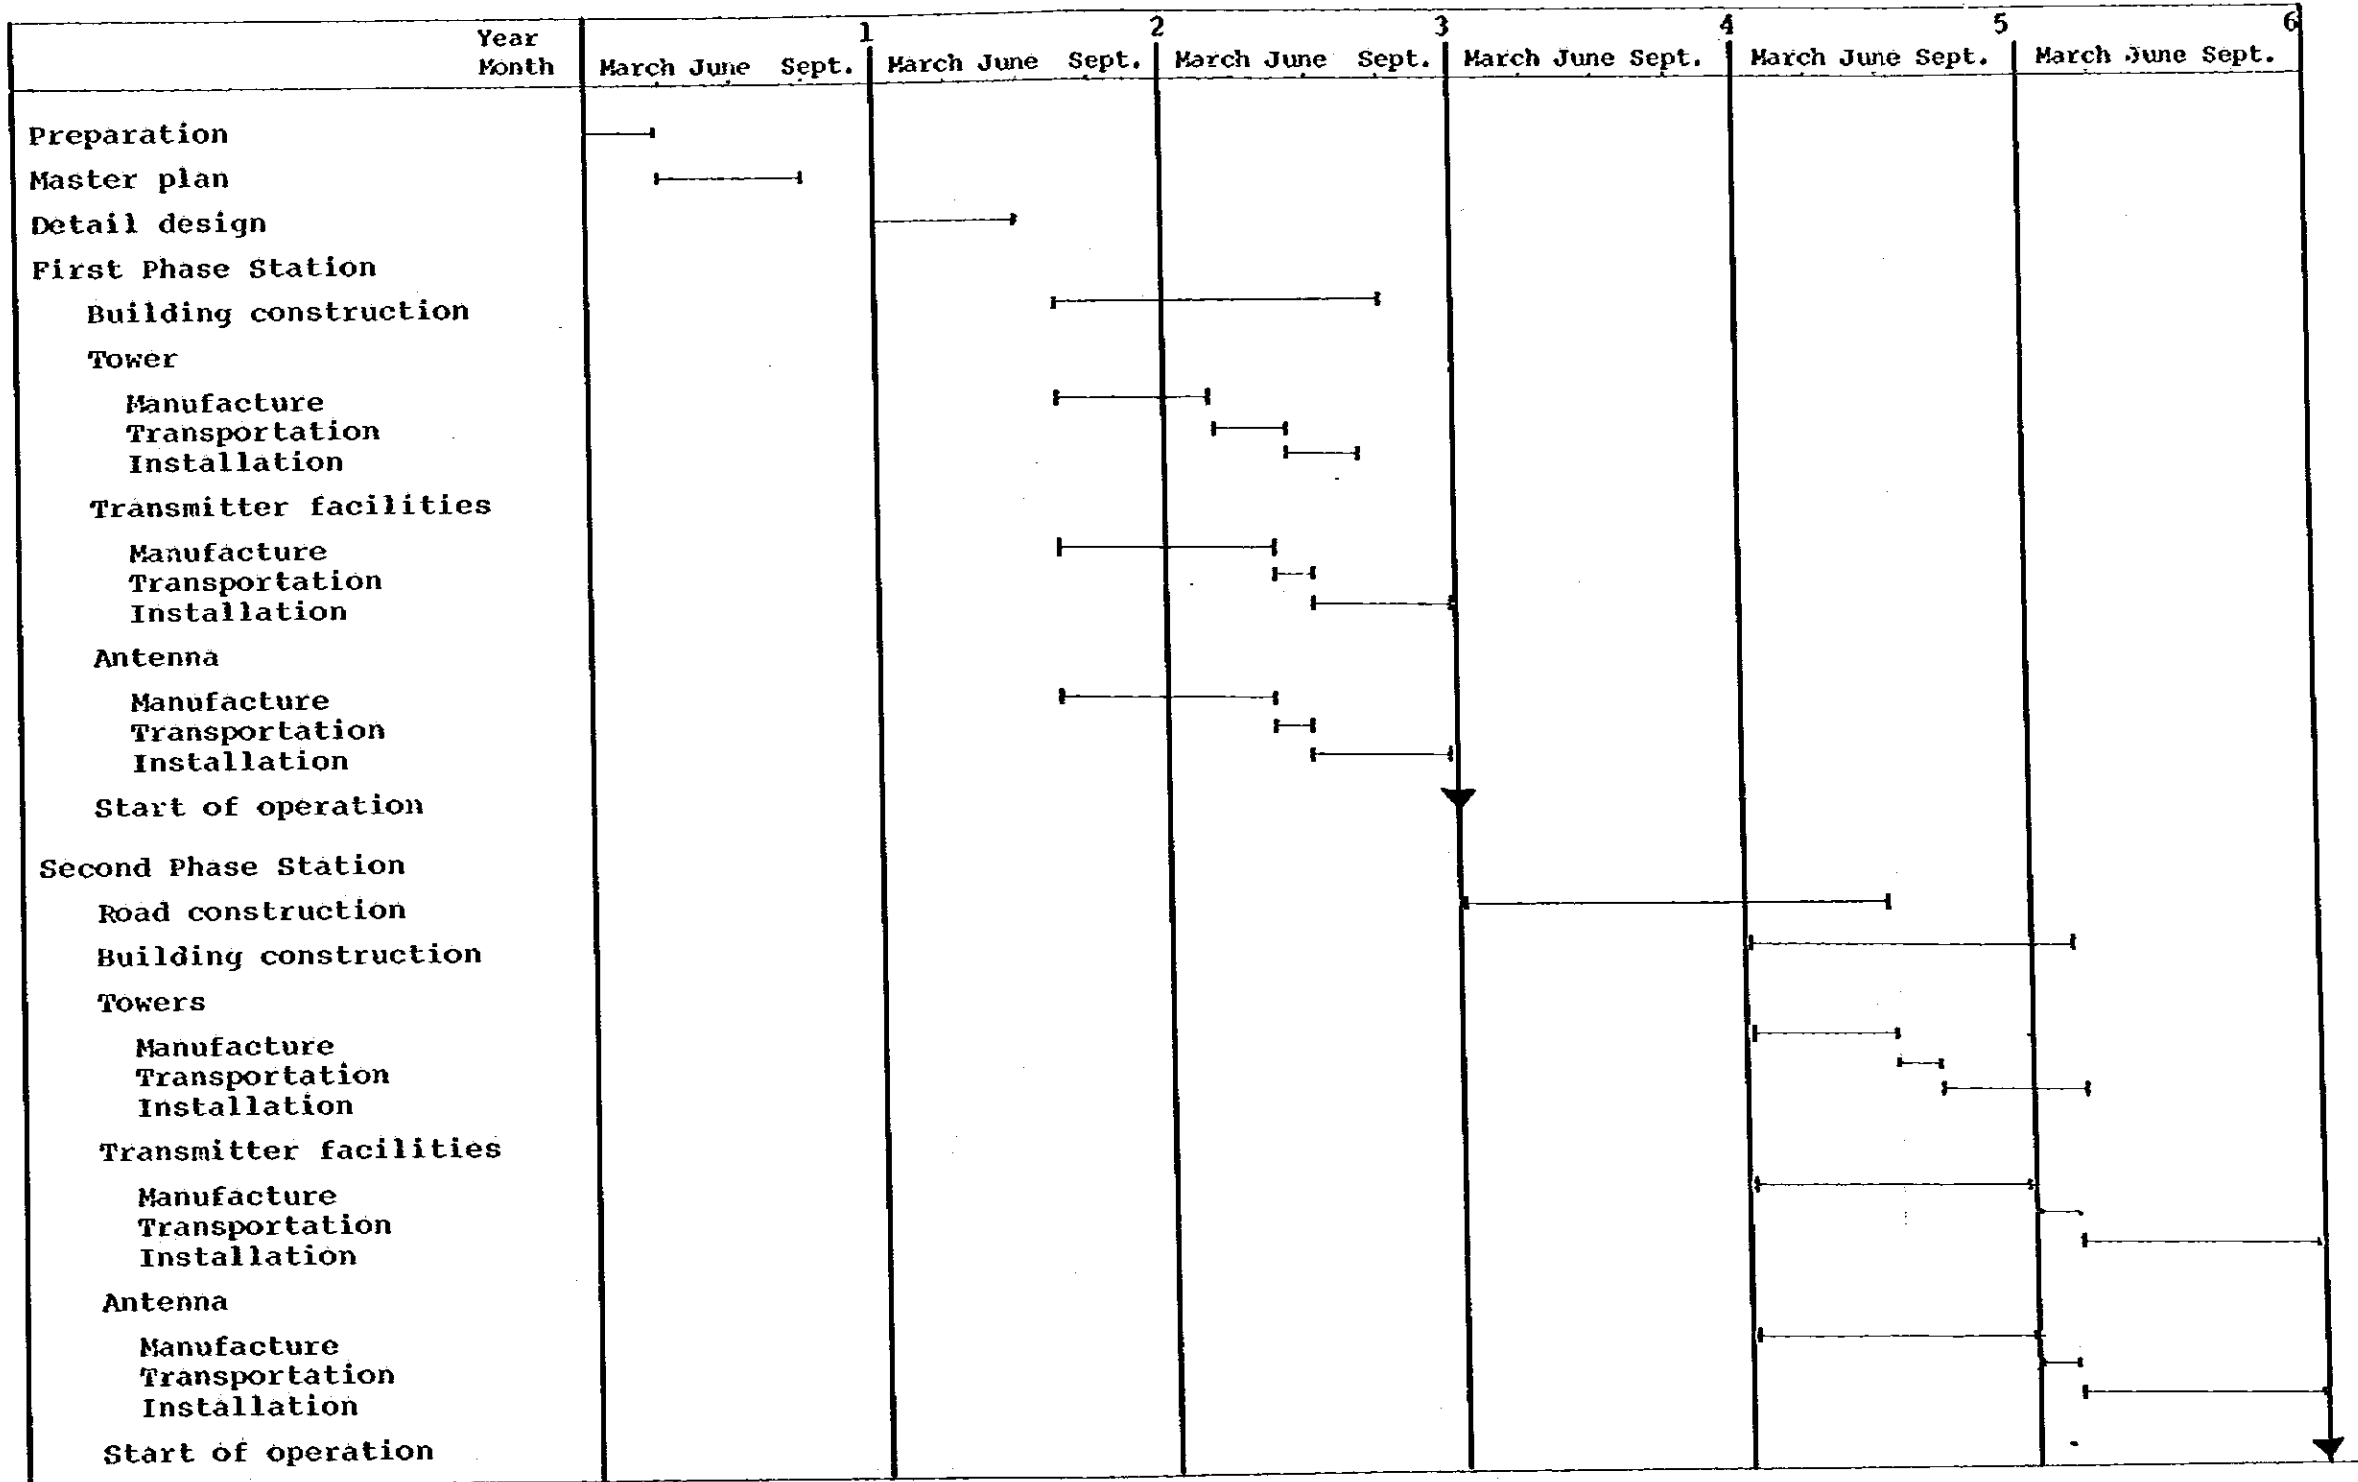 1 2 3 4 5 6
Year
Month March June Sept. March June Sept. March June Sept. March June Sept. March June Sept. March June Sept.
Preparation
Master plan
Detail design
First Phase Station
Building construction
Tower
Manufacture
Transportation
Installation
Transmitter facilities
Manufacture
Transportation
Installation
Antenna
Manufacture
Transportation
Installation
Start of operation
Second Phase Station
Road construction
Building construction
Towers
Manufacture
Transportation
Installation
Transmitter facilities
Manufacture
Transportation
Installation
Antenna
Manufacture
Transportation
Installation
Start of operation